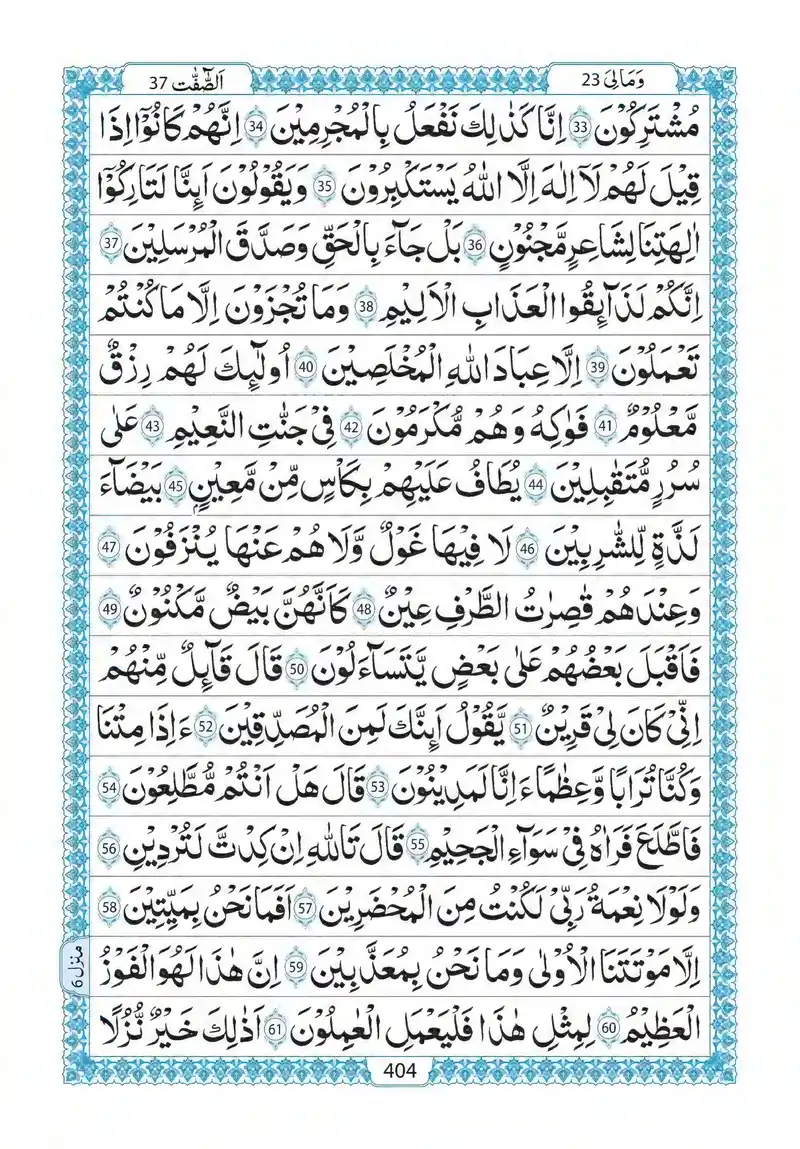 وَمَالِیَ 23
اَلصّٰٓفّٰت 37
مُشْتَرِكُوْنَ 33 اِنَّا كَذٰلِكَ نَفْعَلُ بِالْمُجْرِمِيْنَ 34 اِنَّهُمْ كَانُوْٓا اِذَا
قِيْلَ لَهُمْ لَآ اِلٰهَ اِلَّا اللّٰهُ يَسْتَكْبِرُوْنَ 35 وَيَقُوْلُوْنَ اَىِٕنَّا لَتَارِكُوْٓا
اٰلِهَتِنَا لِشَاعِرٍ مَّجْنُوْنٍ 36 بَلْ جَآءَ بِالْحَقِّ وَصَدَّقَ الْمُرْسَلِيْنَ 37
اِنَّكُمْ لَذَآىِٕقُوا الْعَذَابِ الْاَلِيْمِ 38 وَمَا تُجْزَوْنَ اِلَّا مَا كُنْتُمْ
تَعْمَلُوْنَ 39 اِلَّا عِبَادَ اللّٰهِ الْمُخْلَصِيْنَ 40 اُولٰٓىِٕكَ لَهُمْ رِزْقٌ
مَّعْلُوْمٌ 41 فَوَاكِهُ وَهُمْ مُّكْرَمُوْنَ 42 فِيْ جَنّٰتِ النَّعِيْمِ 43 عَلٰى
سُرُرٍ مُّتَقٰبِلِيْنَ 44 يُطَافُ عَلَيْهِمْ بِكَاْسٍ مِّنْ مَّعِيْنٍۭ 45 بَيْضَآءَ
لَذَّةٍ لِّلشّٰرِبِيْنَ 46 لَا فِيْهَا غَوْلٌ وَّلَا هُمْ عَنْهَا يُنْزَفُوْنَ 47
وَعِنْدَهُمْ قٰصِرٰتُ الطَّرْفِ عِيْنٌ 48 كَاَنَّهُنَّ بَيْضٌ مَّكْنُوْنٌ 49
فَاَقْبَلَ بَعْضُهُمْ عَلٰى بَعْضٍ يَّتَسَآءَلُوْنَ 50 قَالَ قَآىِٕلٌ مِّنْهُمْ
اِنِّيْ كَانَ لِيْ قَرِيْنٌ 51 يَّقُوْلُ اَىِٕنَّكَ لَمِنَ الْمُصَدِّقِيْنَ 52 ءَاِذَا مِتْنَا
وَكُنَّا تُرَابًا وَّعِظَامًا ءَاِنَّا لَمَدِيْنُوْنَ 53 قَالَ هَلْ اَنْتُمْ مُّطَّلِعُوْنَ 54
فَاطَّلَعَ فَرَاٰهُ فِيْ سَوَآءِ الْجَحِيْمِ 55 قَالَ تَاللّٰهِ اِنْ كِدْتَّ لَتُرْدِيْنِ 56
وَلَوْلَا نِعْمَةُ رَبِّيْ لَكُنْتُ مِنَ الْمُحْضَرِيْنَ 57 اَفَمَا نَحْنُ بِمَيِّتِيْنَ 58
اِلَّا مَوْتَتَنَا الْاُوْلٰى وَمَا نَحْنُ بِمُعَذَّبِيْنَ 59 اِنَّ هٰذَا لَهُوَ الْفَوْزُ
الْعَظِيْمُ 60 لِمِثْلِ هٰذَا فَلْيَعْمَلِ الْعٰمِلُوْنَ 61 اَذٰلِكَ خَيْرٌ نُّزُلًا
منزل 6
404